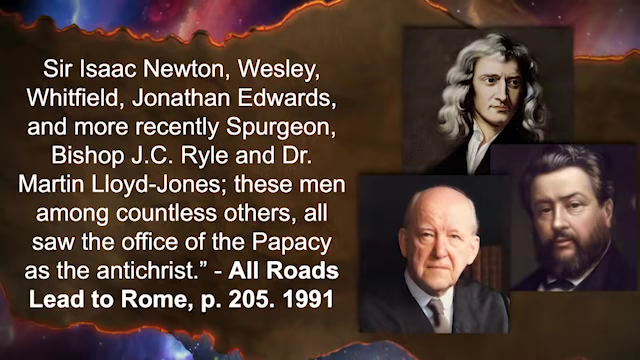 Sir Isaac Newton, Wesley,
Whitfield, Jonathan Edwards,
and more recently Spurgeon,
Bishop J.C. Ryle and Dr.
Martin Lloyd-Jones; these men
among countless others, all
saw the office of the Papacy
as the antichrist.” - All Roads
Lead to Rome, p. 205. 1991